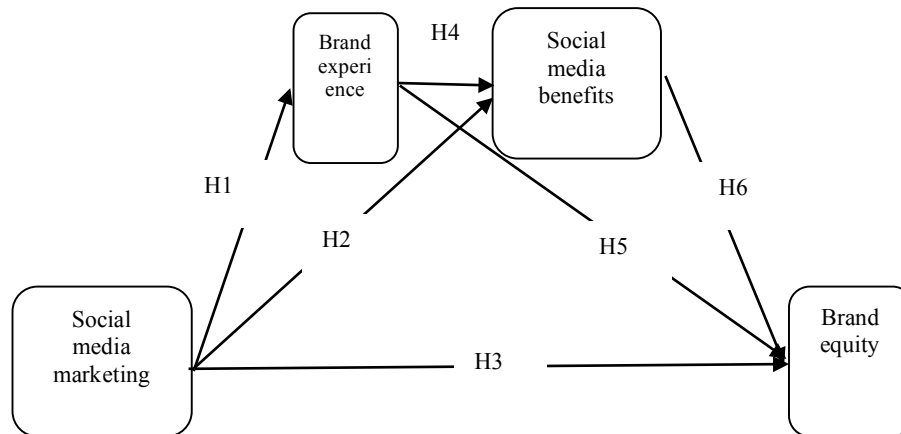 H4
Brand
experi
ence
Social
media
benefits
H1
H6
H2
H5
Social
media
marketing
Brand
equity
H3